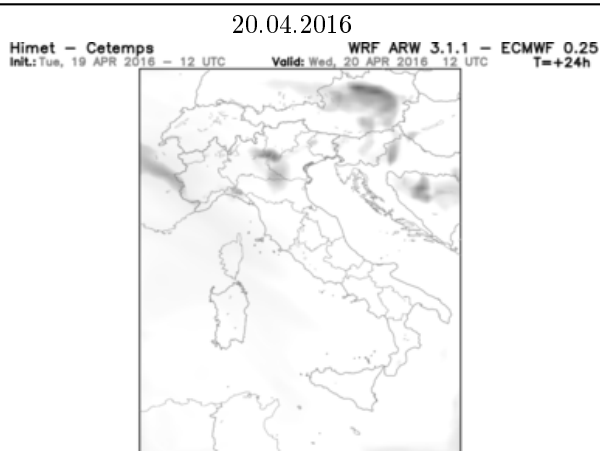 20.04.2016
Himet - Cetemps WRF ARW 3.1.1 - ECMWF 0.25
Init.: Tue, 19 APR 2016 - 12 UTC Valid: Wed, 20 APR 2016 12 UTC T=+24h